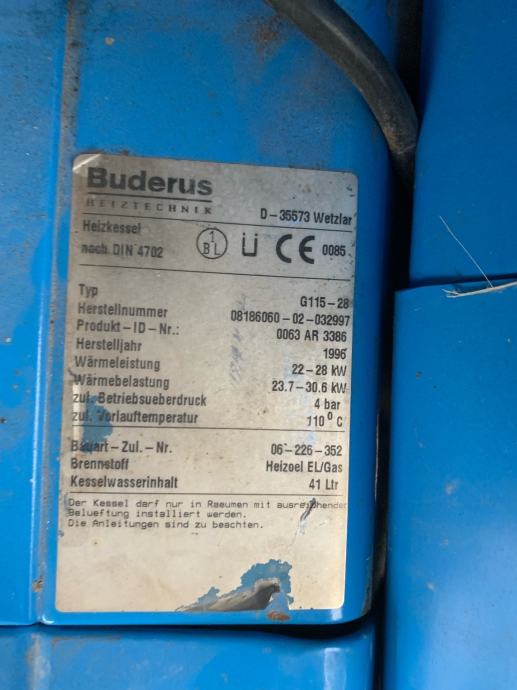 Buderus
HEIZTECHNIK D-35573 Wetzlar
Heizkessel
nach DIN 4702 1 BL Ü CE 0085
Typ G115-28
Herstellnummer 08186060-02-032997
Produkt-ID-Nr.: 0063 AR 3386
Herstelljahr 1996
Wärmeleistung 22-28 kW
Wärmebelastung 23.7-30.6 kW
zul. Betriebsueberdruck 4 bar
zul. Vorlauftemperatur 110° C
Bauart-Zul.-Nr. 06-226-352
Brennstoff Heizoel EL/Gas
Kesselwasserinhalt 41 Ltr
Der Kessel darf nur in Raeumen mit ausreichender
Belueftung installiert werden.
Die Anleitungen sind zu beachten.